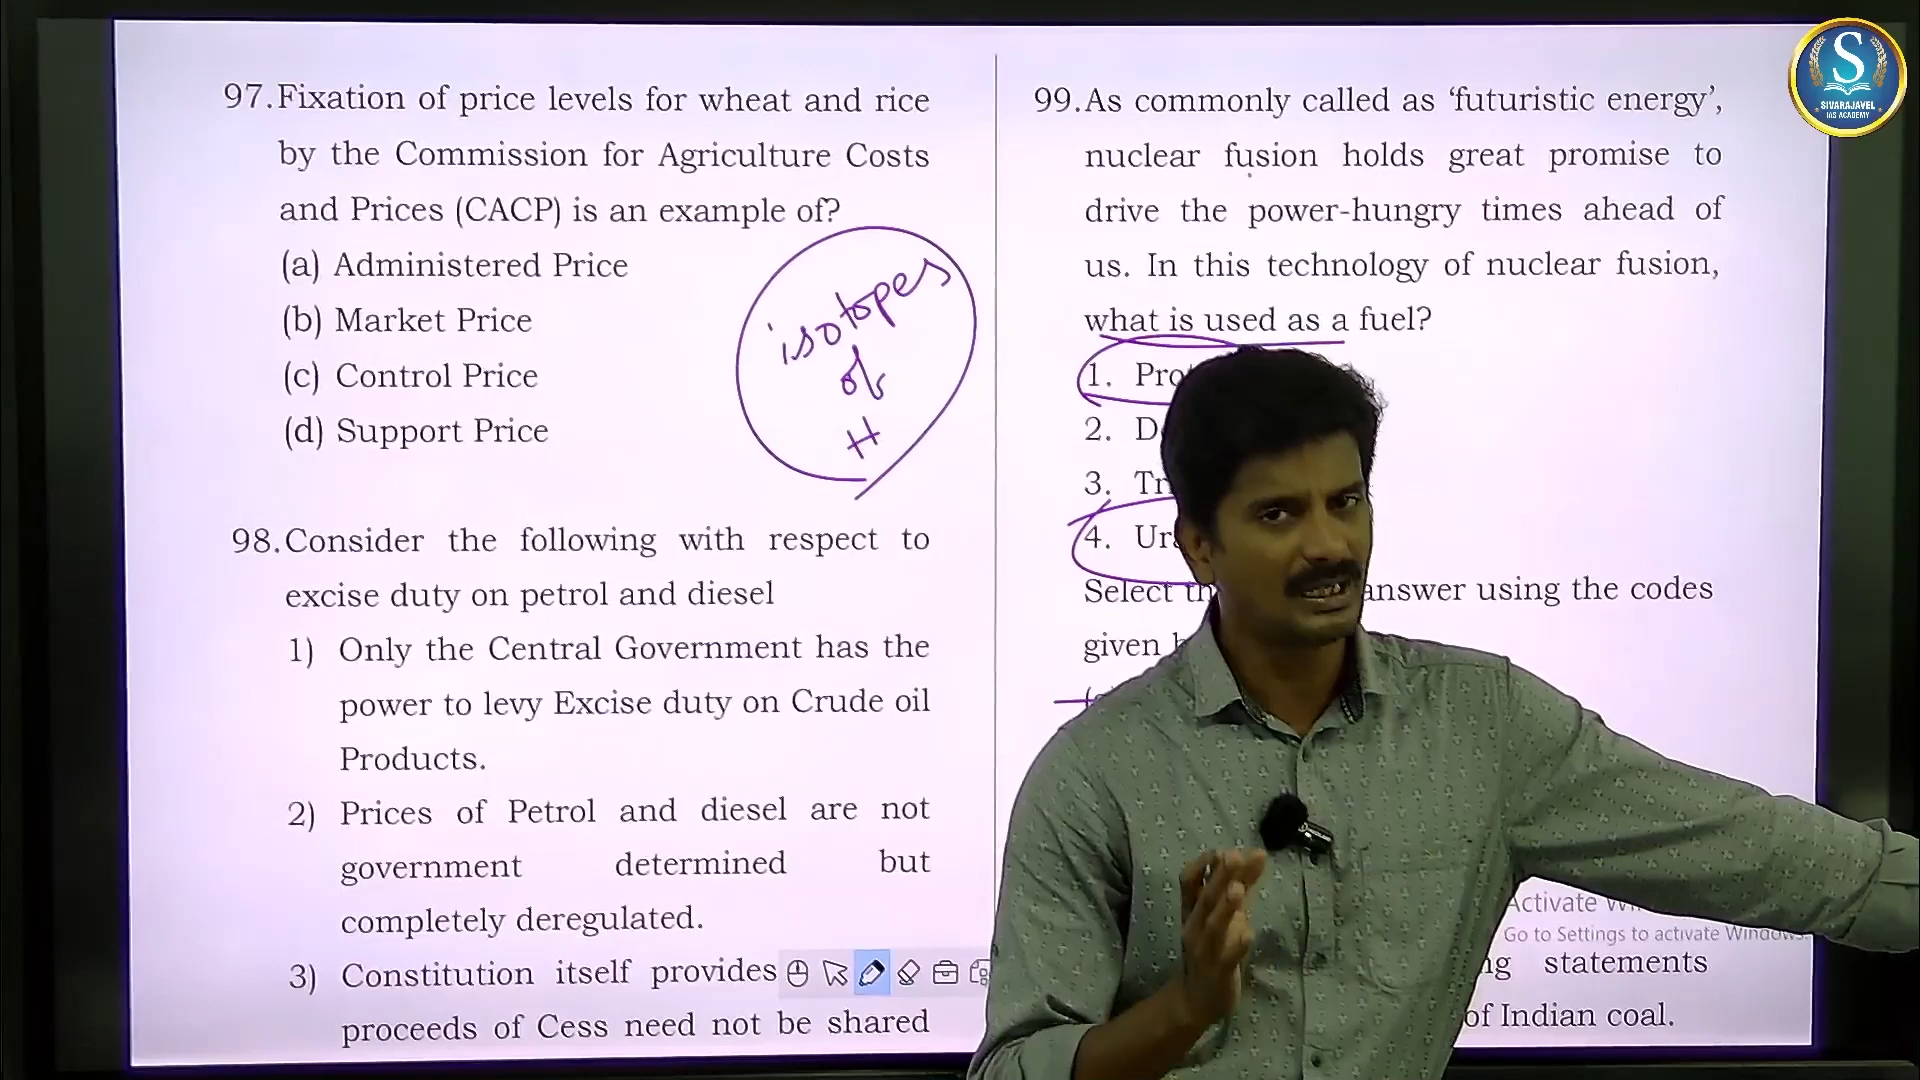 97. Fixation of price levels for wheat and rice
by the Commission for Agriculture Costs
and Prices (CACP) is an example of?
(a) Administered Price
(b) Market Price
(c) Control Price
(d) Support Price
isotopes
of
H
98. Consider the following with respect to
excise duty on petrol and diesel
1) Only the Central Government has the
power to levy Excise duty on Crude oil
Products.
2) Prices of Petrol and diesel are not
government determined but
completely deregulated.
3) Constitution itself provides
proceeds of Cess need not be shared
99. As commonly called as ‘futuristic energy’,
nuclear fusion holds great promise to
drive the power-hungry times ahead of
us. In this technology of nuclear fusion,
what is used as a fuel?
1.
2.
3.
4.
Select answer using the codes
given
Activate
Go to Settings to activate Windows.
statements
of Indian coal.
S
SIVARAJAVEL
IAS ACADEMY